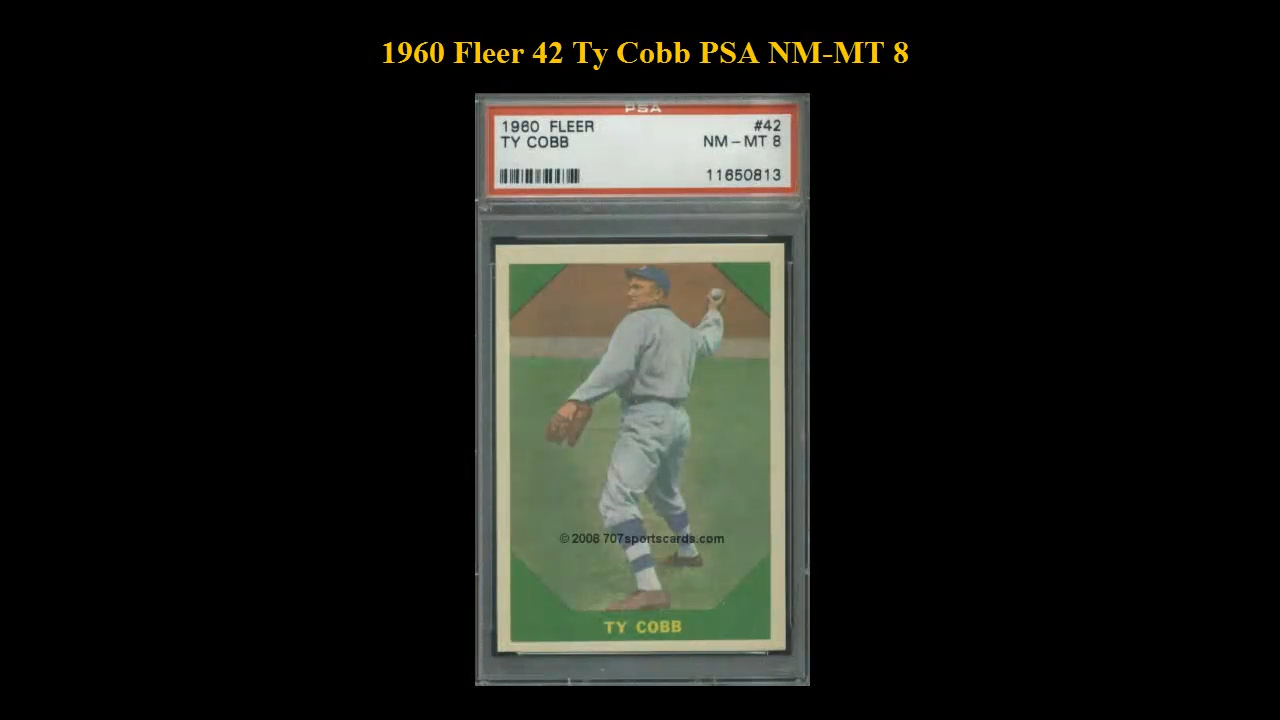 1960 Fleer 42 Ty Cobb PSA NM-MT 8
PSA
1960 FLEER #42
TY COBB NM-MT 8
11650813
© 2008 707sportscards.com
TY COBB